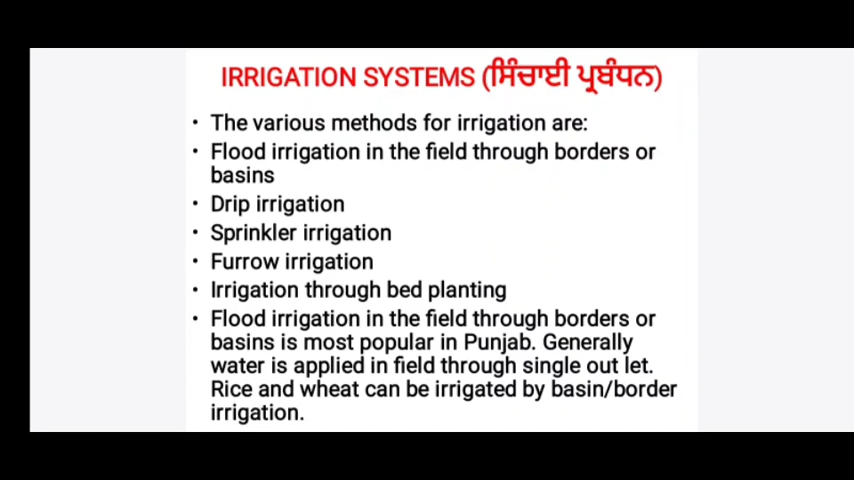 IRRIGATION SYSTEMS (ਸਿੰਚਾਈ ਪ੍ਰਬੰਧਨ)
• The various methods for irrigation are:
• Flood irrigation in the field through borders or
basins
• Drip irrigation
• Sprinkler irrigation
• Furrow irrigation
• Irrigation through bed planting
• Flood irrigation in the field through borders or
basins is most popular in Punjab. Generally
water is applied in field through single out let.
Rice and wheat can be irrigated by basin/border
irrigation.